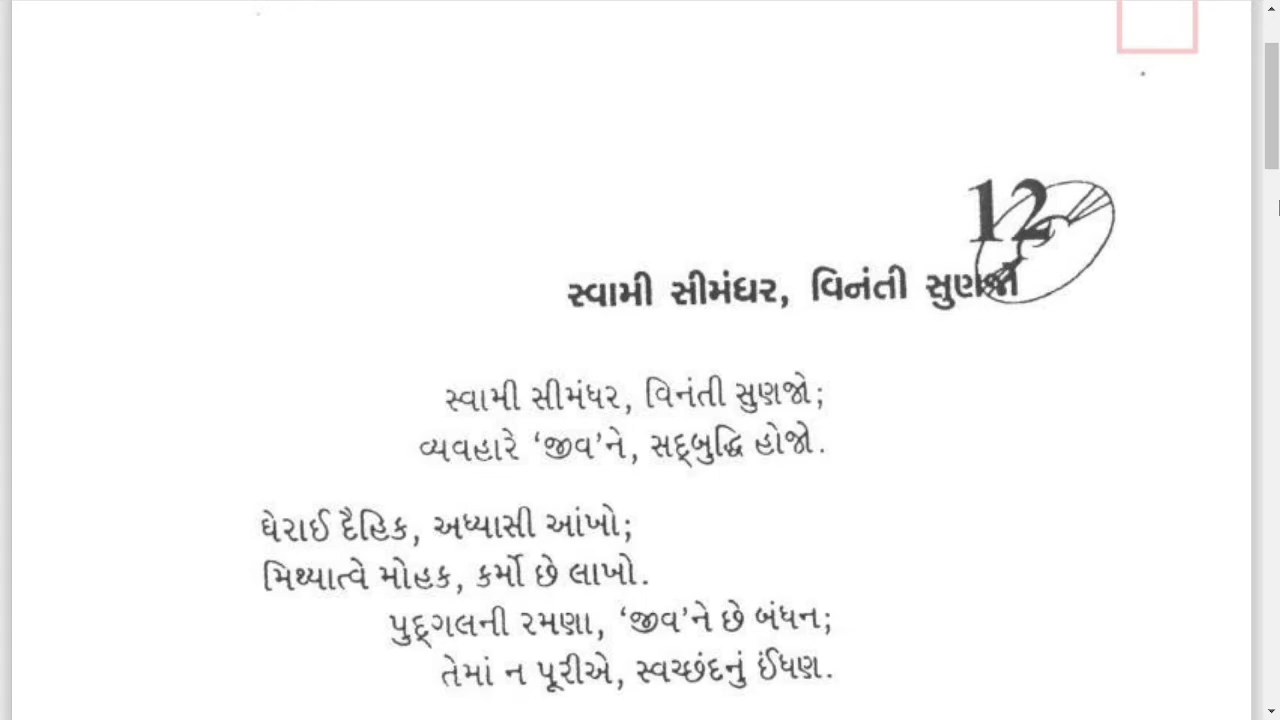 12
સ્વામી સીમંધર, વિનંતી સુણજો
સ્વામી સીમંધર, વિનંતી સુણજો;
વ્યવહારે ‘જીવ’ને, સદ્‌બુદ્ધિ હોજો.
ઘેરાઈ દૈહિક, અધ્યાસી આંખો;
મિથ્યાત્વે મોહક, કર્મો છે લાખો.
પુદ્‌ગલની રમણા, ‘જીવ’ને છે બંધન;
તેમાં ન પૂરીએ, સ્વચ્છંદનું ઈંધણ.